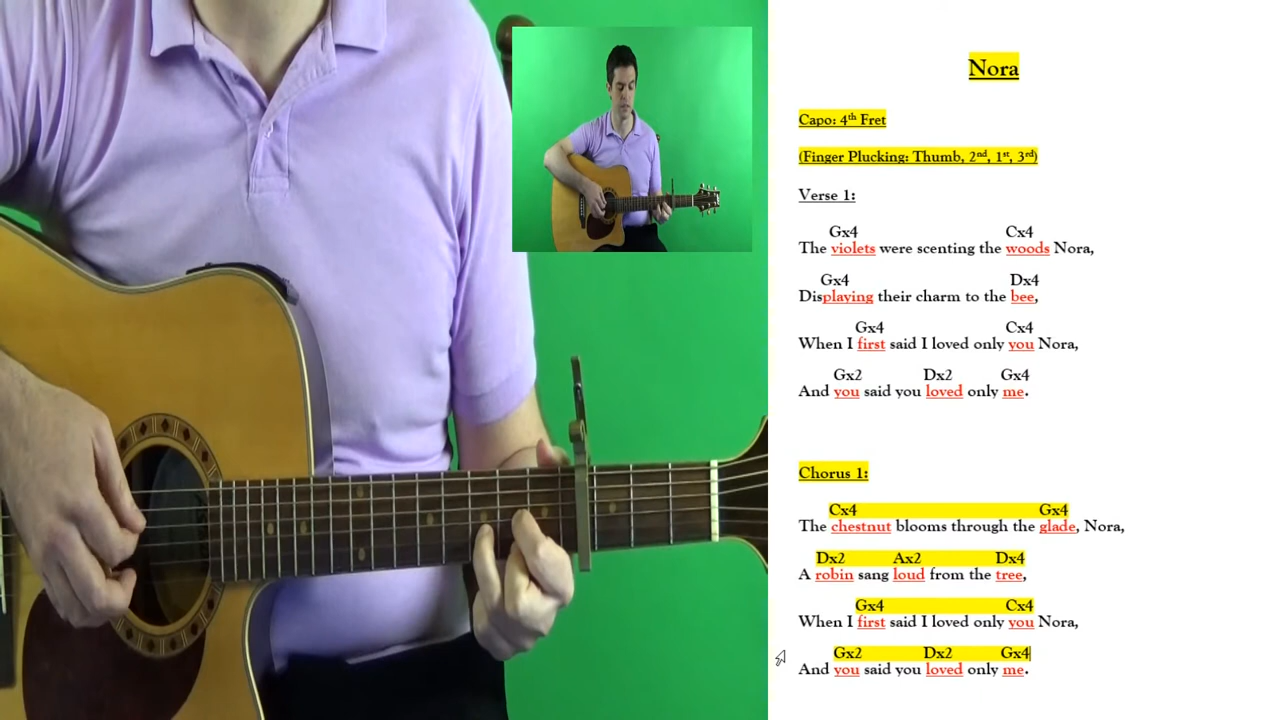 Nora
Capo: 4th Fret
(Finger Plucking: Thumb, 2nd, 1st, 3rd)
Verse 1:
Gx4 Cx4
The violets were scenting the woods Nora,
Gx4 Dx4
Displaying their charm to the bee,
Gx4 Cx4
When I first said I loved only you Nora,
Gx2 Dx2 Gx4
And you said you loved only me.
Chorus 1:
Cx4 Gx4
The chestnut blooms through the glade, Nora,
Dx2 Ax2 Dx4
A robin sang loud from the tree,
Gx4 Cx4
When I first said I loved only you Nora,
Gx2 Dx2 Gx4
And you said you loved only me.